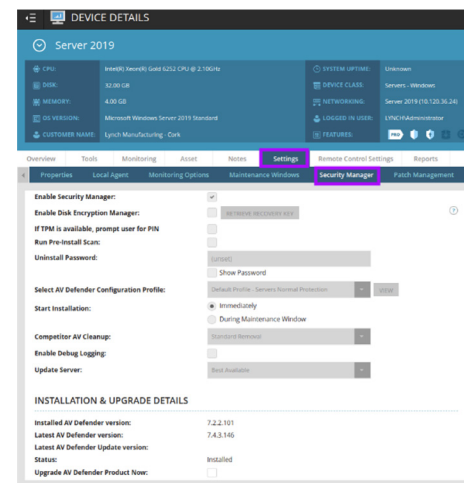 DEVICE DETAILS
Server 2019
CPU: Intel(R) Xeon(R) Gold 6252 CPU @ 2.10GHz SYSTEM UPTIME: Unknown
DISK: 32.00 GB DEVICE CLASS: Servers - Windows
MEMORY: 4.00 GB NETWORKING: Server 2019 (10.120.36.24)
OS VERSION: Microsoft Windows Server 2019 Standard LOGGED IN USER: LYNCH\Administrator
CUSTOMER NAME: Lynch Manufacturing - Cork FEATURES: PRO
Overview Tools Monitoring Asset Notes Settings Remote Control Settings Reports
Properties Local Agent Monitoring Options Maintenance Windows Security Manager Patch Management
Enable Security Manager:
Enable Disk Encryption Manager: RETRIEVE RECOVERY KEY
If TPM is available, prompt user for PIN
Run Pre-Install Scan:
Uninstall Password: (unset)
Show Password
Select AV Defender Configuration Profile: Default Profile - Servers Normal Protection VIEW
Start Installation: Immediately
During Maintenance Window
Competitor AV Cleanup: Standard Removal
Enable Debug Logging:
Update Server: Best Available
INSTALLATION & UPGRADE DETAILS
Installed AV Defender version: 7.2.2.101
Latest AV Defender version: 7.4.3.146
Latest AV Defender Update version:
Status: Installed
Upgrade AV Defender Product Now: